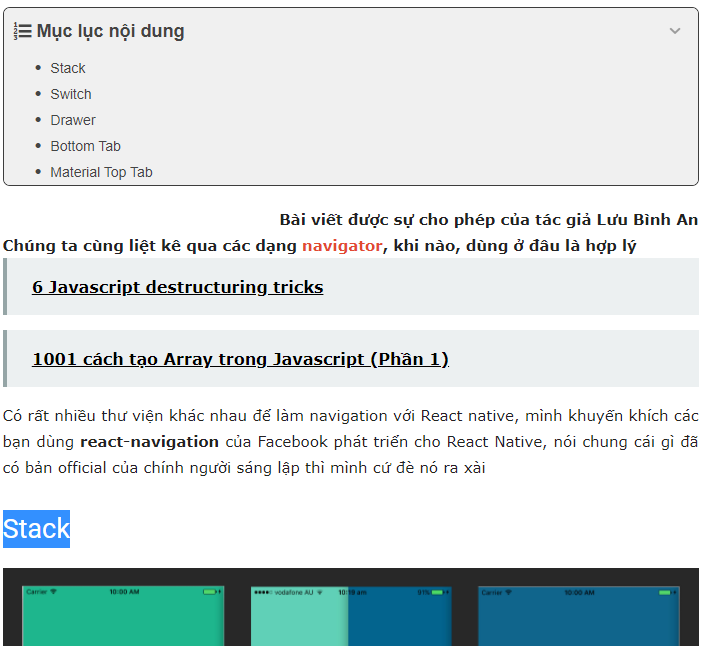 Mục lục nội dung
Stack
Switch
Drawer
Bottom Tab
Material Top Tab
Bài viết được sự cho phép của tác giả Lưu Bình An
Chúng ta cùng liệt kê qua các dạng navigator, khi nào, dùng ở đâu là hợp lý
6 Javascript destructuring tricks
1001 cách tạo Array trong Javascript (Phần 1)
Có rất nhiều thư viện khác nhau để làm navigation với React native, mình khuyến khích các
bạn dùng react-navigation của Facebook phát triển cho React Native, nói chung cái gì đã
có bản official của chính người sáng lập thì mình cứ đè nó ra xài
Stack
Carrier 10:00 AM
vodafone AU 10:19 am 81%
Carrier 10:00 AM